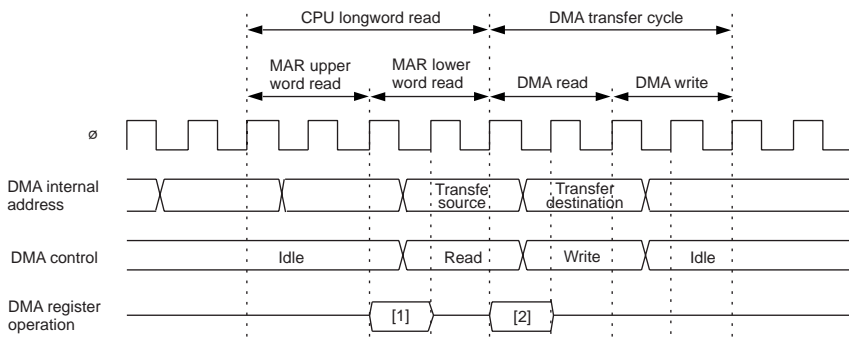 CPU longword read
DMA transfer cycle
MAR upper
word read
MAR lower
word read
DMA read
DMA write
ø
DMA internal
address
Transfe
source
Transfer
destination
DMA control
Idle
Read
Write
Idle
DMA register
operation
[1]
[2]